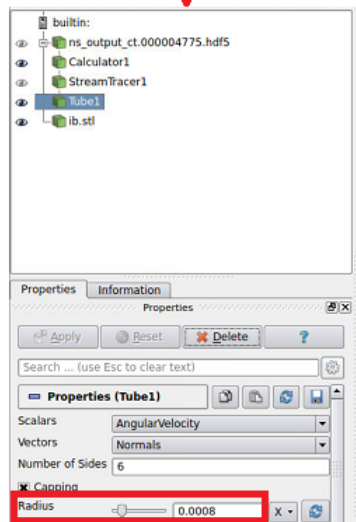 builtin:
ns_output_ct.000004775.hdf5
Calculator1
StreamTracer1
Tube1
ib.stl
Properties Information
Properties
Apply Reset Delete ?
Search ... (use Esc to clear text)
Properties (Tube1)
Scalars AngularVelocity
Vectors Normals
Number of Sides 6
Capping
Radius 0.0008 X